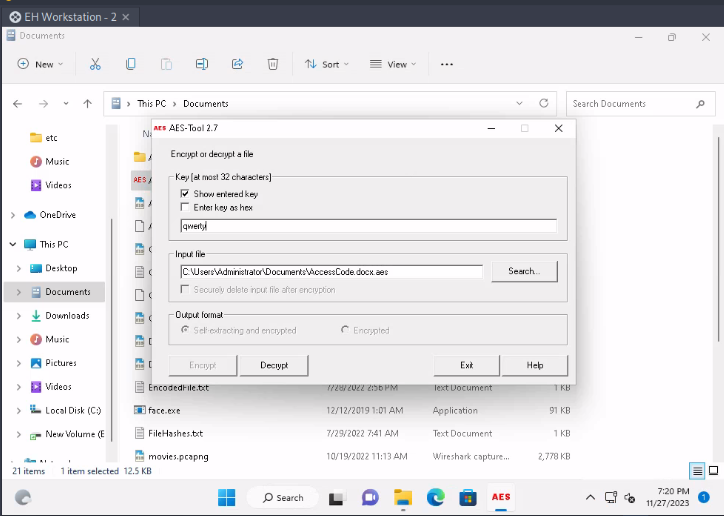 EH Workstation - 2
Documents
New
Sort
View
This PC > Documents
Search Documents
etc
Music
Videos
OneDrive
This PC
Desktop
Documents
Downloads
Music
Pictures
Videos
Local Disk (C:)
New Volume (E
AES AES-Tool 2.7
Encrypt or decrypt a file
Key [at most 32 characters]
Show entered key
Enter key as hex
qwerty
Input file
C:\Users\Administrator\Documents\AccessCode.docx.aes
Search...
Securely delete input file after encryption
Output format
Self-extracting and encrypted
Encrypted
Encrypt
Decrypt
Exit
Help
AES
EncodedFile.txt 7/28/2022 2:56 PM Text Document 1 KB
face.exe 12/12/2019 1:01 AM Application 91 KB
FileHashes.txt 7/29/2022 7:41 AM Text Document 1 KB
movies.pcapng 10/19/2022 11:13 AM Wireshark capture... 2,778 KB
21 items 1 item selected 12.5 KB
Search
AES
7:20 PM
11/27/2023
1